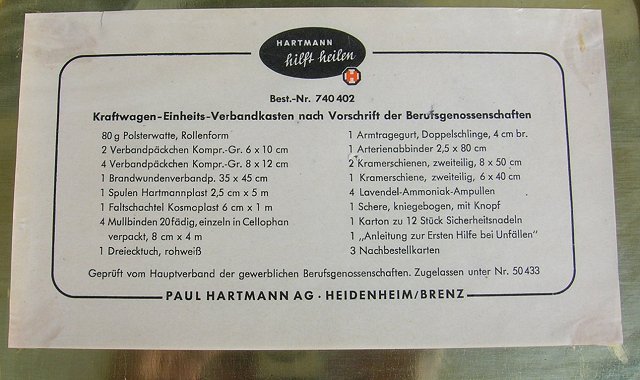 HARTMANN
hilft heilen
H
Best.-Nr. 740 402
Kraftwagen-Einheits-Verbandkasten nach Vorschrift der Berufsgenossenschaften
80 g Polsterwatte, Rollenform
2 Verbandpäckchen Kompr.-Gr. 6 x 10 cm
4 Verbandpäckchen Kompr.-Gr. 8 x 12 cm
1 Brandwundenverbandp. 35 x 45 cm
1 Spulen Hartmannplast 2,5 cm x 5 m
1 Faltschachtel Kosmoplast 6 cm x 1 m
4 Mullbinden 20fädig, einzeln in Cellophan
verpackt, 8 cm x 4 m
1 Dreiecktuch, rohweiß
1 Armtragegurt, Doppelschlinge, 4 cm br.
1 Arterienabbinder 2,5 x 80 cm
2 Kramerschienen, zweiteilig, 8 x 50 cm
1 Kramerschiene, zweiteilig, 6 x 40 cm
4 Lavendel-Ammoniak-Ampullen
1 Schere, kniegebogen, mit Knopf
1 Karton zu 12 Stück Sicherheitsnadeln
1 „Anleitung zur Ersten Hilfe bei Unfällen"
3 Nachbestellkarten
Geprüft vom Hauptverband der gewerblichen Berufsgenossenschaften. Zugelassen unter Nr. 50 433
PAUL HARTMANN AG · HEIDENHEIM/BRENZ